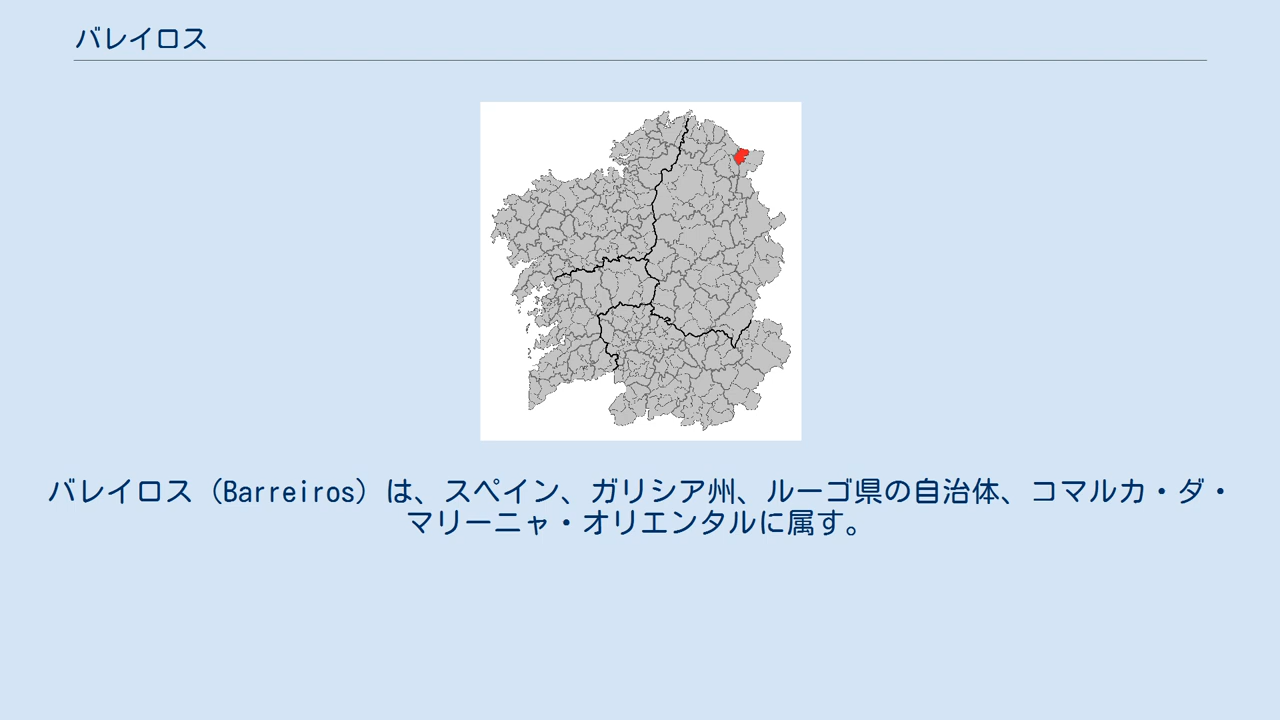 バレイロス
バレイロス（Barreiros）は、スペイン、ガリシア州、ルーゴ県の自治体、コマルカ・ダ・
マリーニャ・オリエンタルに属す。